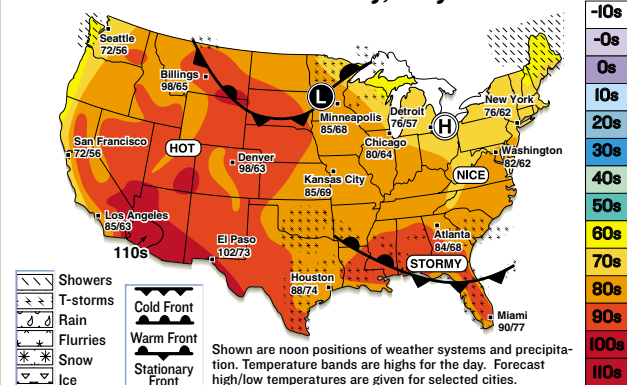 Seattle
72/56
Billings
98/65
L
Minneapolis
85/68
Detroit
76/57
H
New York
76/62
San Francisco
72/56
HOT
Denver
98/63
Chicago
80/64
Washington
82/62
NICE
Kansas City
85/69
Los Angeles
85/63
110s
El Paso
102/73
Atlanta
84/68
STORMY
Houston
88/74
Miami
90/77
Showers
T-storms
Rain
Flurries
Snow
Ice
Cold Front
Warm Front
Stationary
Front
Shown are noon positions of weather systems and precipita-
tion. Temperature bands are highs for the day. Forecast
high/low temperatures are given for selected cities.
-10s
-0s
0s
10s
20s
30s
40s
50s
60s
70s
80s
90s
100s
110s